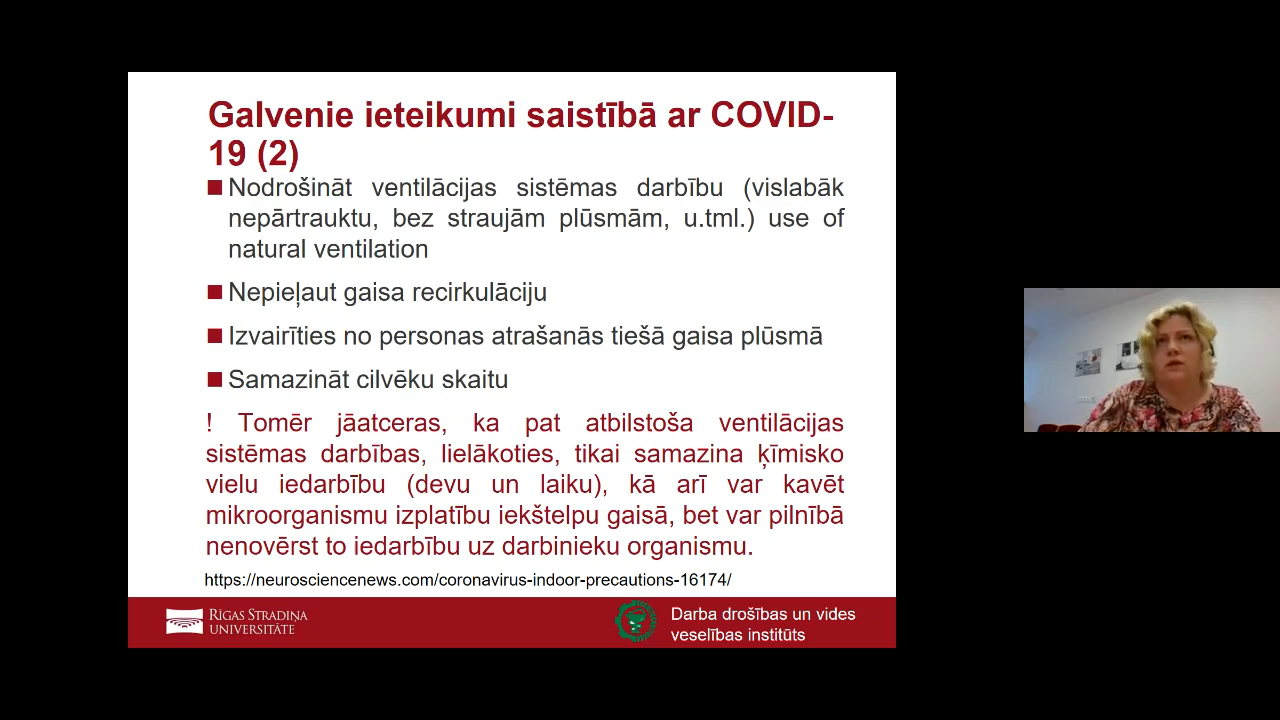 Galvenie ieteikumi saistībā ar COVID-
19 (2)
Nodrošināt ventilācijas sistēmas darbību (vislabāk
nepārtrauktu, bez straujām plūsmām, u.tml.) use of
natural ventilation
Nepieļaut gaisa recirkulāciju
Izvairīties no personas atrašanās tiešā gaisa plūsmā
Samazināt cilvēku skaitu
! Tomēr jāatceras, ka pat atbilstoša ventilācijas
sistēmas darbības, lielākoties, tikai samazina ķīmisko
vielu iedarbību (devu un laiku), kā arī var kavēt
mikroorganismu izplatību iekštelpu gaisā, bet var pilnībā
nenovērst to iedarbību uz darbinieku organismu.
https://neurosciencenews.com/coronavirus-indoor-precautions-16174/
RĪGAS STRADIŅA
UNIVERSITĀTE
Darba drošības un vides
veselības institūts